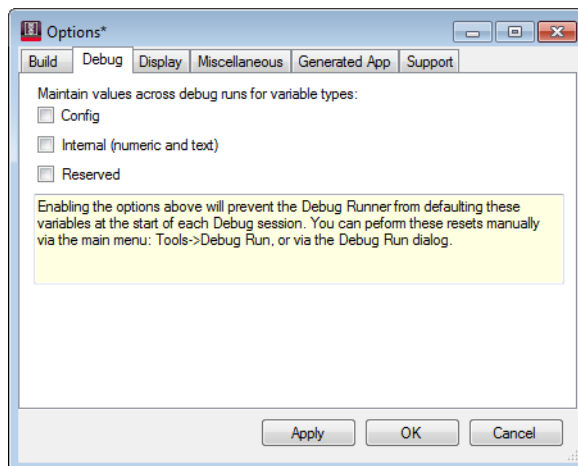 Options*
Build Debug Display Miscellaneous Generated App Support
Maintain values across debug runs for variable types:
Config
Internal (numeric and text)
Reserved
Enabling the options above will prevent the Debug Runner from defaulting these
variables at the start of each Debug session. You can peform these resets manually
via the main menu: Tools->Debug Run, or via the Debug Run dialog.
Apply OK Cancel